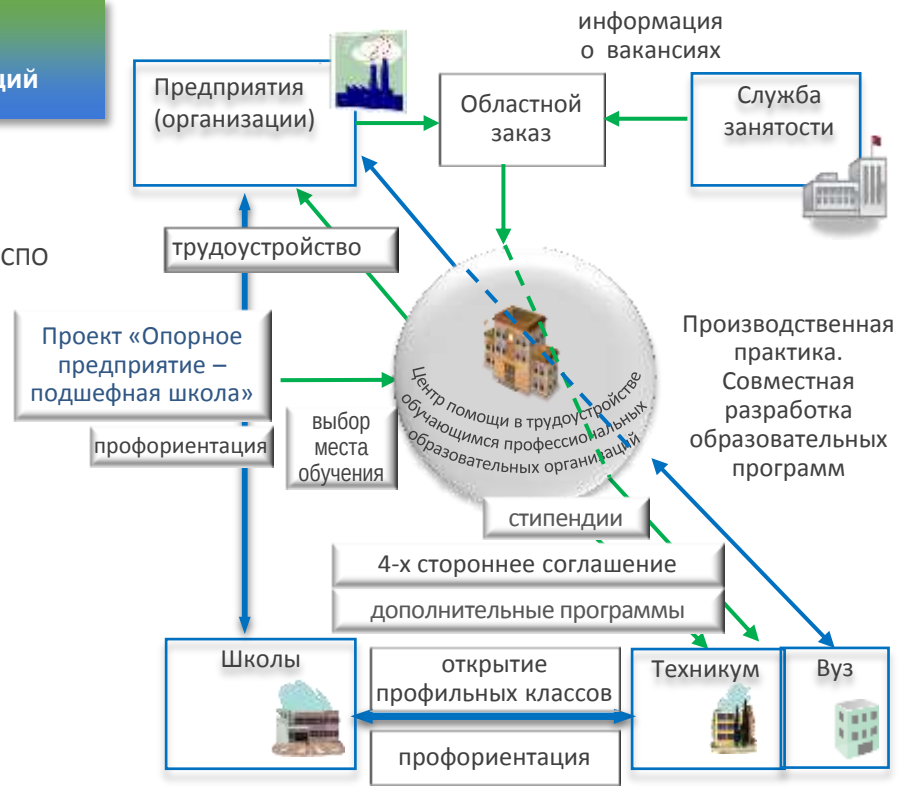 ций
информация
о вакансиях
Предприятия
(организации)
Областной
заказ
Служба
занятости
СПО
трудоустройство
Проект «Опорное
предприятие –
подшефная школа»
профориентация
выбор
места
обучения
Центр помощи в трудоустройстве
обучающимся профессиональных
образовательных организаций
Производственная
практика.
Совместная
разработка
образовательных
программ
стипендии
4-х стороннее соглашение
дополнительные программы
Школы
открытие
профильных классов
профориентация
Техникум
Вуз